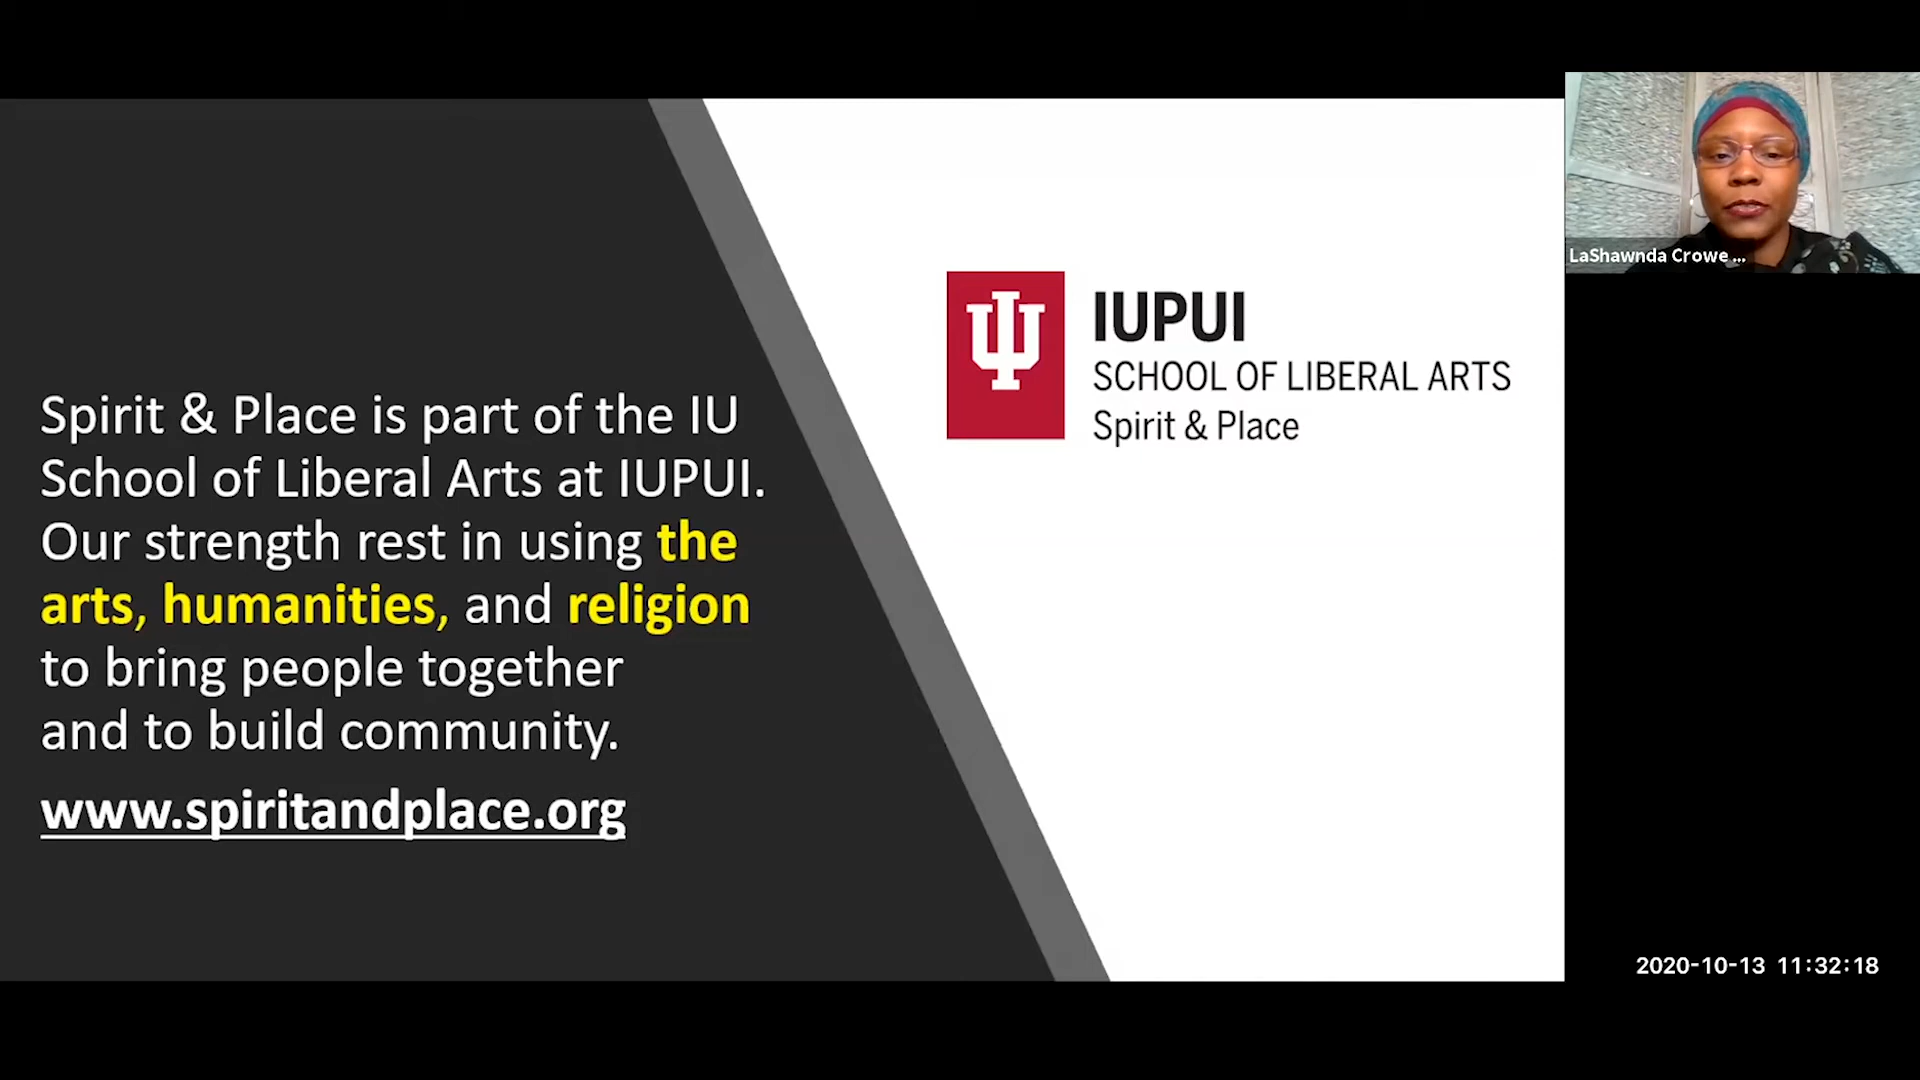 Spirit & Place is part of the IU
School of Liberal Arts at IUPUI.
Our strength rest in using the
arts, humanities, and religion
to bring people together
and to build community.
www.spiritandplace.org
IUPUI
SCHOOL OF LIBERAL ARTS
Spirit & Place
LaShawnda Crowe ...
2020-10-13 11:32:18